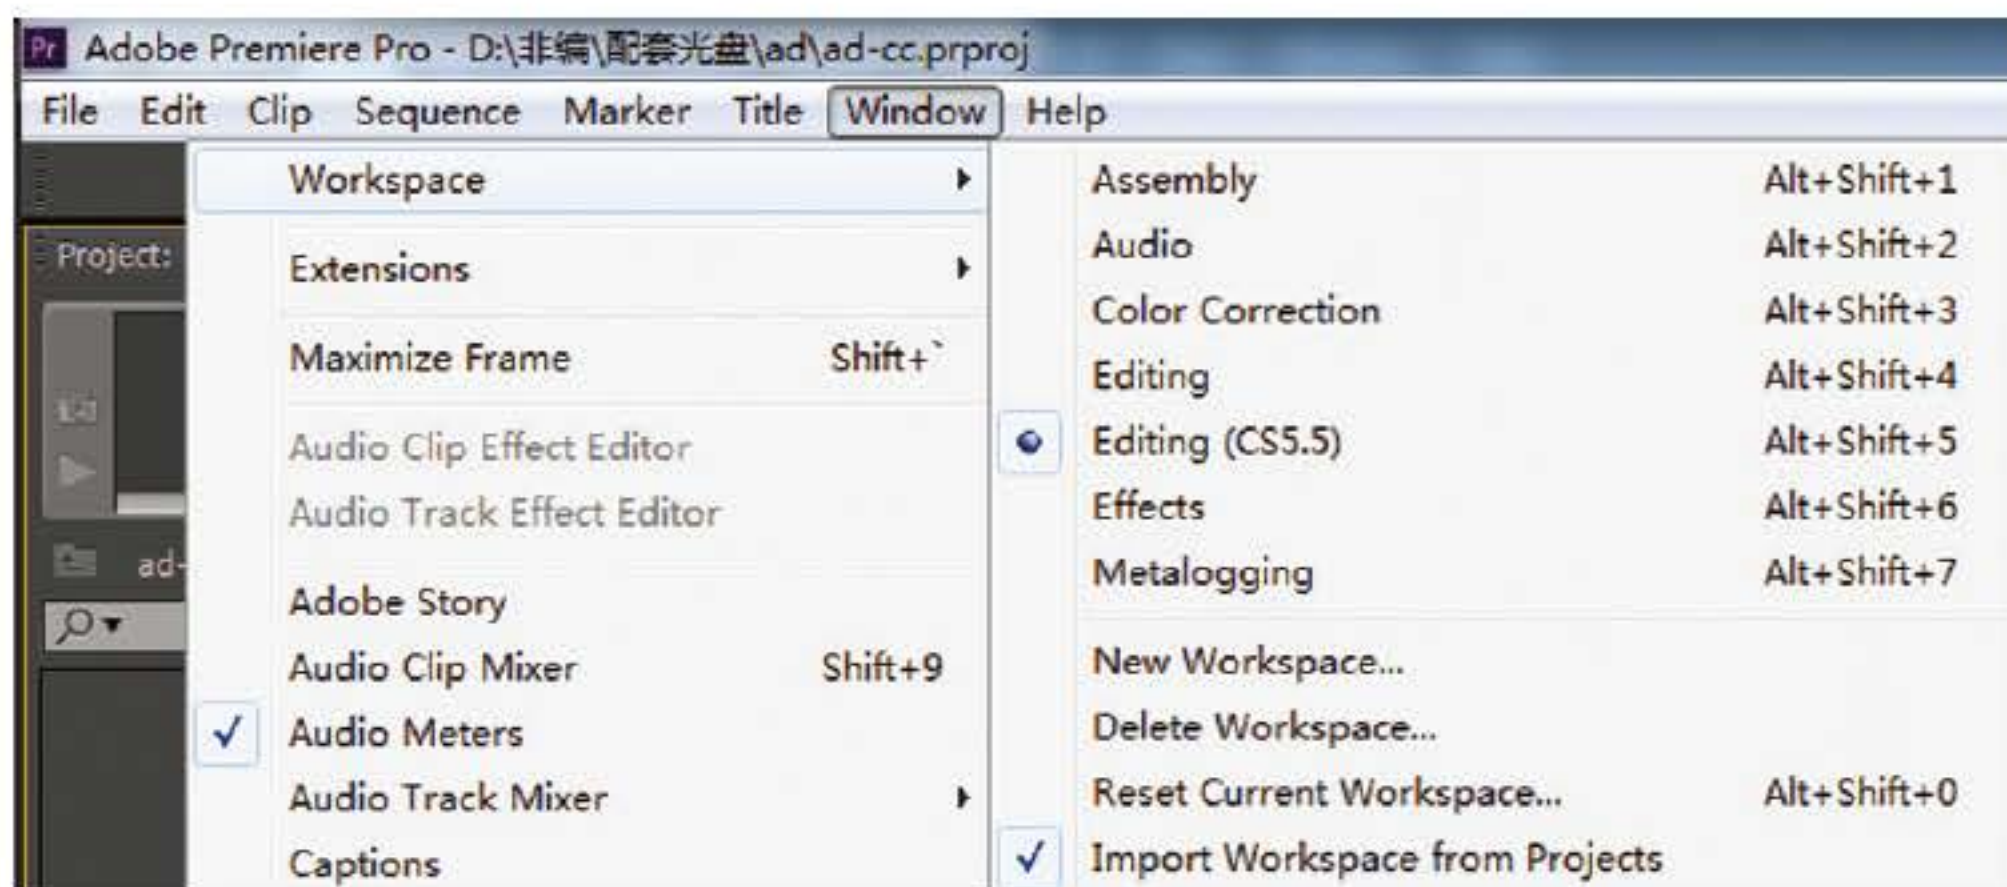 Pr Adobe Premiere Pro - D:\非编\配套光盘\ad\ad-cc.prproj
File Edit Clip Sequence Marker Title Window Help
Project:
ad-
Workspace
Extensions
Maximize Frame Shift+`
Audio Clip Effect Editor
Audio Track Effect Editor
Adobe Story
Audio Clip Mixer Shift+9
Audio Meters
Audio Track Mixer
Captions
Assembly Alt+Shift+1
Audio Alt+Shift+2
Color Correction Alt+Shift+3
Editing Alt+Shift+4
Editing (CS5.5) Alt+Shift+5
Effects Alt+Shift+6
Metalogging Alt+Shift+7
New Workspace...
Delete Workspace...
Reset Current Workspace... Alt+Shift+0
Import Workspace from Projects